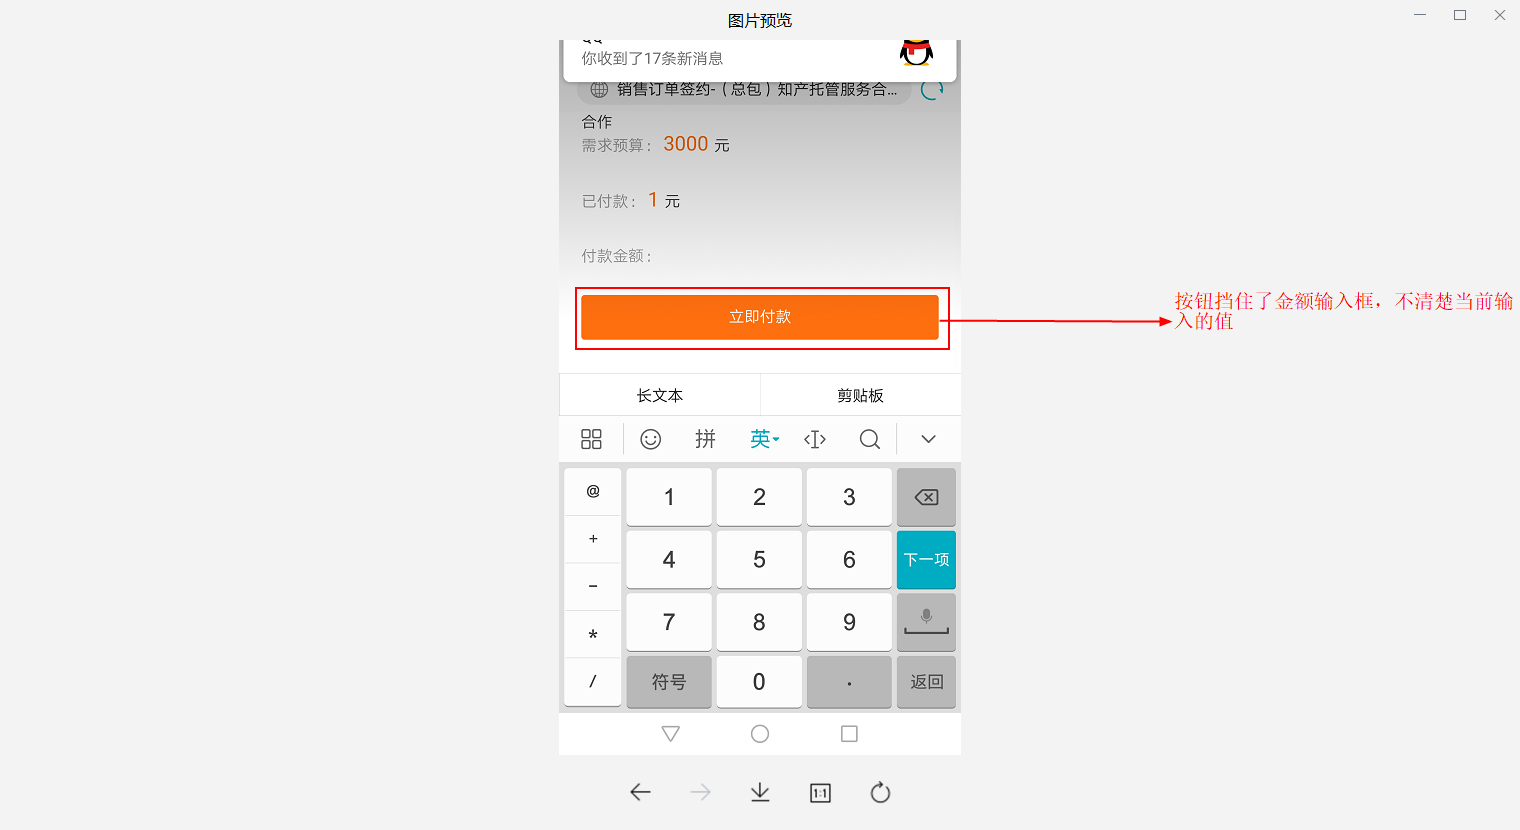 图片预览
QQ
你收到了17条新消息
销售订单签约-（总包）知产托管服务合...
合作
需求预算： 3000 元
已付款： 1 元
付款金额：
立即付款
按钮挡住了金额输入框，不清楚当前输
入的值
长文本 剪贴板
拼 英
@ 1 2 3
+ 4 5 6 下一项
- 7 8 9
*
/ 符号 0 . 返回
1:1